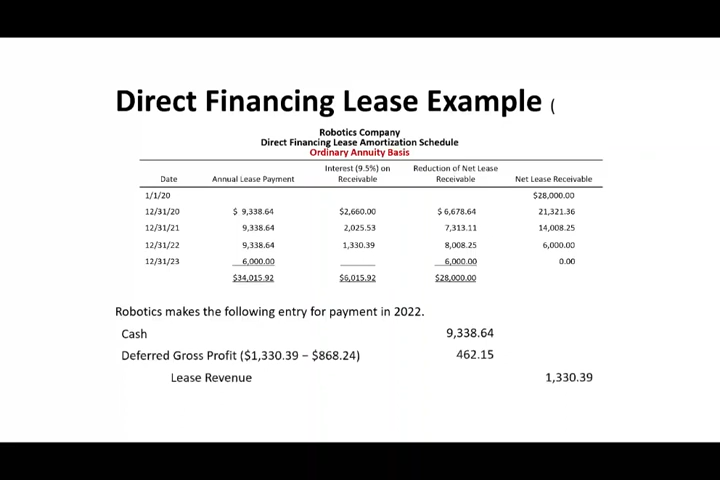 Direct Financing Lease Example (
Robotics Company
Direct Financing Lease Amortization Schedule
Ordinary Annuity Basis
Date Annual Lease Payment Interest (9.5%) on Receivable Reduction of Net Lease Receivable Net Lease Receivable
1/1/20 $28,000.00
12/31/20 $ 9,338.64 $2,660.00 $ 6,678.64 21,321.36
12/31/21 9,338.64 2,025.53 7,313.11 14,008.25
12/31/22 9,338.64 1,330.39 8,008.25 6,000.00
12/31/23 6,000.00 6,000.00 0.00
$34,015.92 $6,015.92 $28,000.00
Robotics makes the following entry for payment in 2022.
Cash 9,338.64
Deferred Gross Profit ($1,330.39 – $868.24) 462.15
Lease Revenue 1,330.39